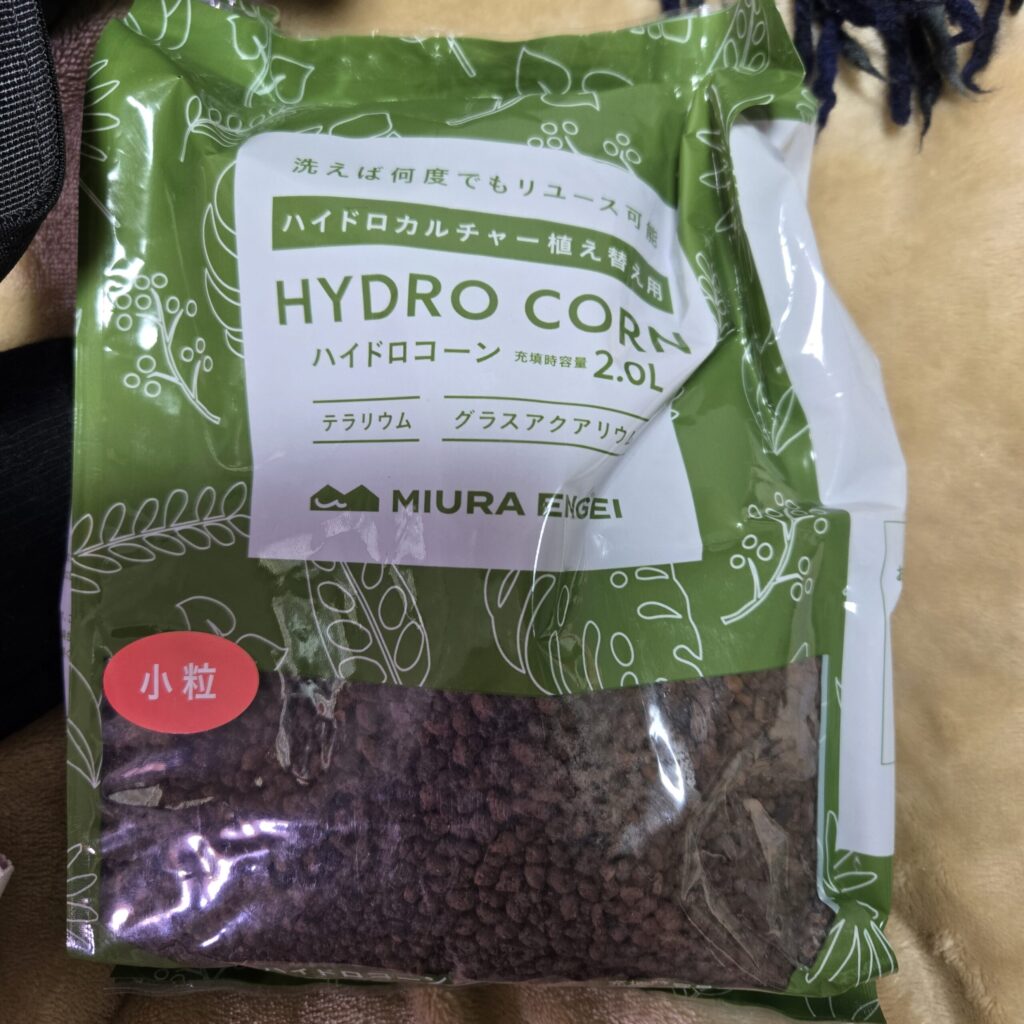 洗えば何度でもリユース可能
ハイドロカルチャー植え替え用
HYDRO CORN
ハイドロコーン 充填時容量 2.0L
テラリウム グラスアクアリウム
MIURA ENGEI
小粒